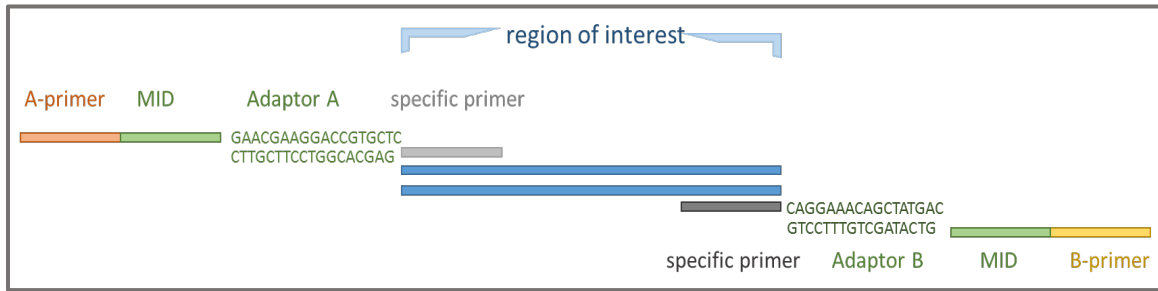 region of interest
A-primer MID Adaptor A specific primer
GAACGAAGGACCGTGCTC
CTTGCTTCCTGGCACGAG
CAGGAAACAGCTATGAC
GTCCTTTGTCGATACTG
specific primer Adaptor B MID B-primer